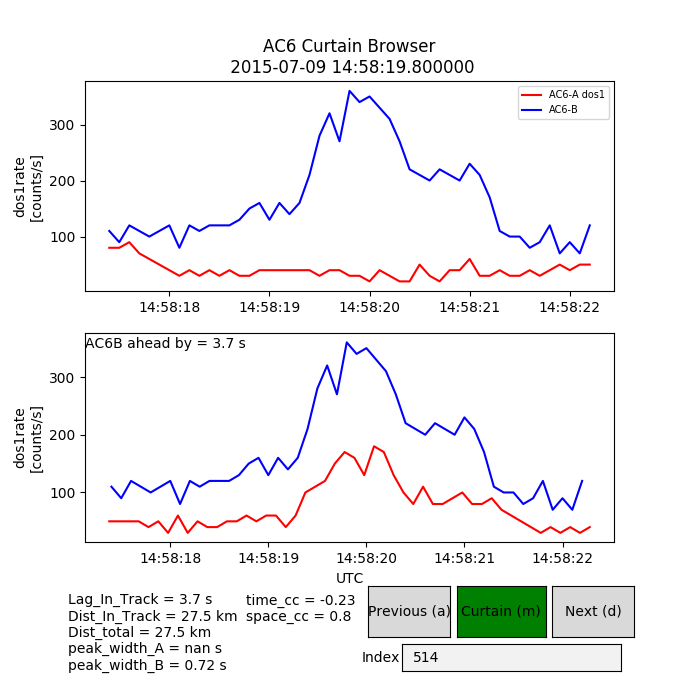 AC6 Curtain Browser
2015-07-09 14:58:19.800000
dos1rate
[counts/s]
300
200
100
AC6-A dos1
AC6-B
14:58:18 14:58:19 14:58:20 14:58:21 14:58:22
AC6B ahead by = 3.7 s
dos1rate
[counts/s]
300
200
100
14:58:18 14:58:19 14:58:20 14:58:21 14:58:22
UTC
Lag_In_Track = 3.7 s
Dist_In_Track = 27.5 km
Dist_total = 27.5 km
peak_width_A = nan s
peak_width_B = 0.72 s
time_cc = -0.23
space_cc = 0.8
Previous (a) Curtain (m) Next (d)
Index 514